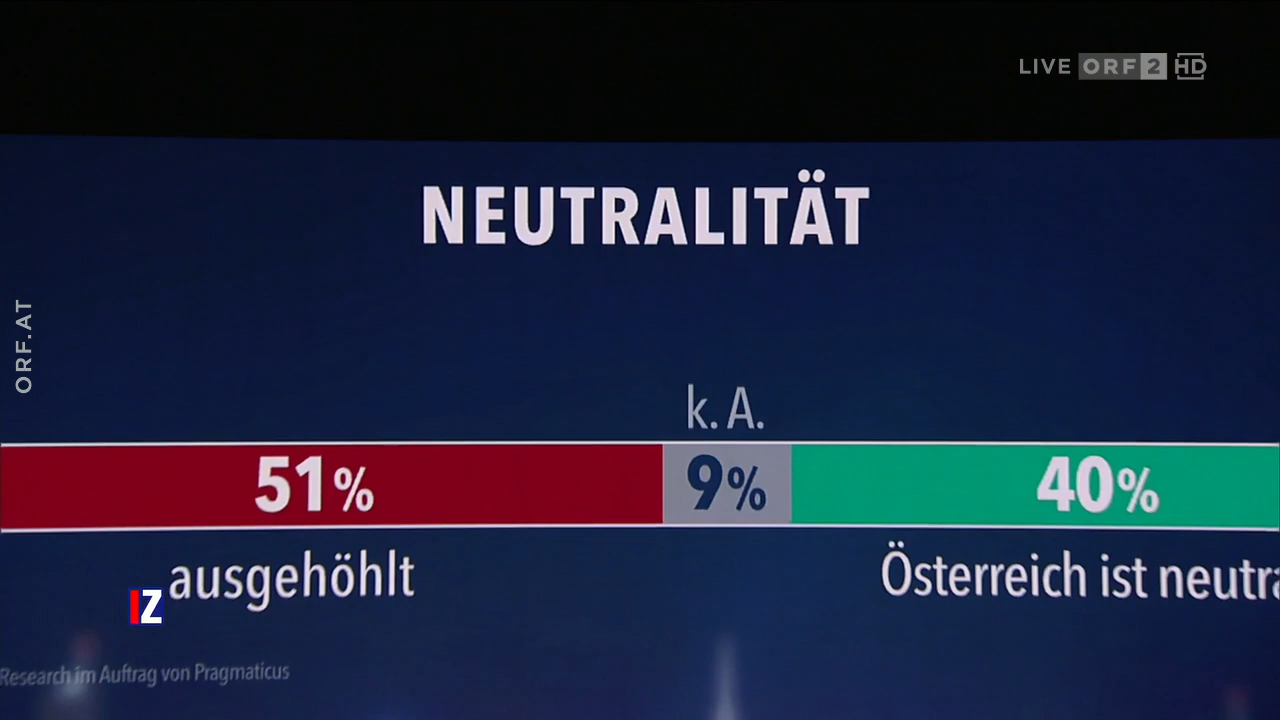 LIVE ORF 2 HD
NEUTRALITÄT
ORF.AT
k. A.
51% 9% 40%
ausgehöhlt Österreich ist neutra
IZ
Research im Auftrag von Pragmaticus